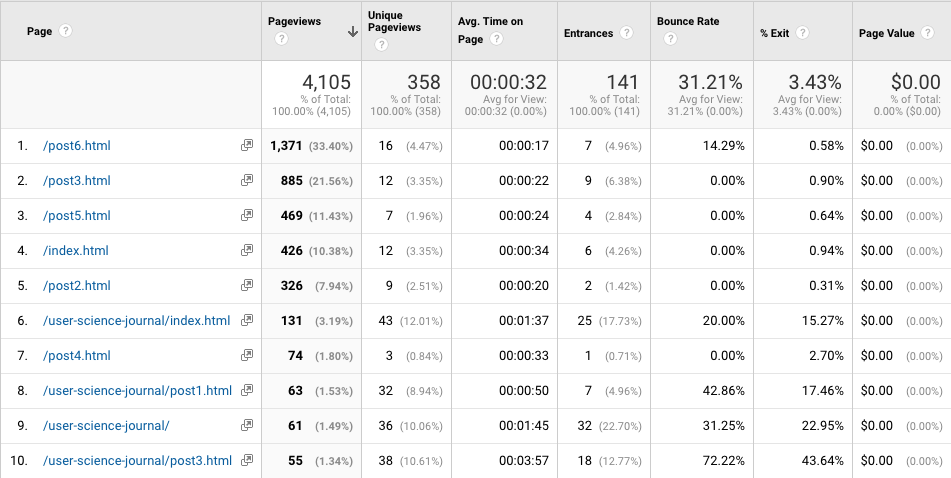 Page ? Pageviews ? Unique Pageviews ? Avg. Time on Page ? Entrances ? Bounce Rate ? % Exit ? Page Value ?
4,105 358 00:00:32 141 31.21% 3.43% $0.00
% of Total: % of Total: Avg for View: % of Total: Avg for View: Avg for View: % of Total:
100.00% (4,105) 100.00% (358) 00:00:32 (0.00%) 100.00% (141) 31.21% (0.00%) 3.43% (0.00%) 0.00% ($0.00)
1. /post6.html 1,371 (33.40%) 16 (4.47%) 00:00:17 7 (4.96%) 14.29% 0.58% $0.00 (0.00%)
2. /post3.html 885 (21.56%) 12 (3.35%) 00:00:22 9 (6.38%) 0.00% 0.90% $0.00 (0.00%)
3. /post5.html 469 (11.43%) 7 (1.96%) 00:00:24 4 (2.84%) 0.00% 0.64% $0.00 (0.00%)
4. /index.html 426 (10.38%) 12 (3.35%) 00:00:34 6 (4.26%) 0.00% 0.94% $0.00 (0.00%)
5. /post2.html 326 (7.94%) 9 (2.51%) 00:00:20 2 (1.42%) 0.00% 0.31% $0.00 (0.00%)
6. /user-science-journal/index.html 131 (3.19%) 43 (12.01%) 00:01:37 25 (17.73%) 20.00% 15.27% $0.00 (0.00%)
7. /post4.html 74 (1.80%) 3 (0.84%) 00:00:33 1 (0.71%) 0.00% 2.70% $0.00 (0.00%)
8. /user-science-journal/post1.html 63 (1.53%) 32 (8.94%) 00:00:50 7 (4.96%) 42.86% 17.46% $0.00 (0.00%)
9. /user-science-journal/ 61 (1.49%) 36 (10.06%) 00:01:45 32 (22.70%) 31.25% 22.95% $0.00 (0.00%)
10. /user-science-journal/post3.html 55 (1.34%) 38 (10.61%) 00:03:57 18 (12.77%) 72.22% 43.64% $0.00 (0.00%)